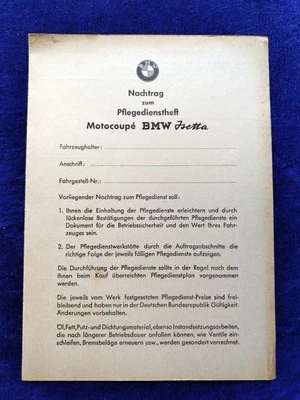 BMW
Nachtrag
zum
Pflegedienstheft
Motocoupé BMW Isetta
Fahrzeughalter:
Anschrift:
Fahrgestell-Nr.:
Vorliegender Nachtrag zum Pflegedienst soll:
1. Ihnen die Einhaltung der Pflegedienste erleichtern und durch
lückenlose Bestätigungen der durchgeführten Pflegedienste ein
Dokument für die Betriebssicherheit und den Wert Ihres Fahr-
zeuges sein.
2. Der Pflegedienstwerkstätte durch die Auftragsabschnitte die
richtige Folge der jeweils fälligen Pflegedienste aufzeigen.
Die Durchführung der Pflegedienste sollte in der Regel nach dem
Ihnen beim Kauf überreichten Pflegedienstplan vorgenommen
werden.
Die jeweils vom Werk festgesetzten Pflegedienst-Preise sind frei-
bleibend und haben nur in der Deutschen Bundesrepublik Gültigkeit.
Änderungen vorbehalten.
Öl, Fett, Putz- und Dichtungsmaterial, ebenso Instandsetzungsarbeiten,
die nach längerer Betriebsdauer anfallen können, wie Ventile ein-
schleifen, Bremsbeläge erneuern usw., werden gesondert verrechnet.